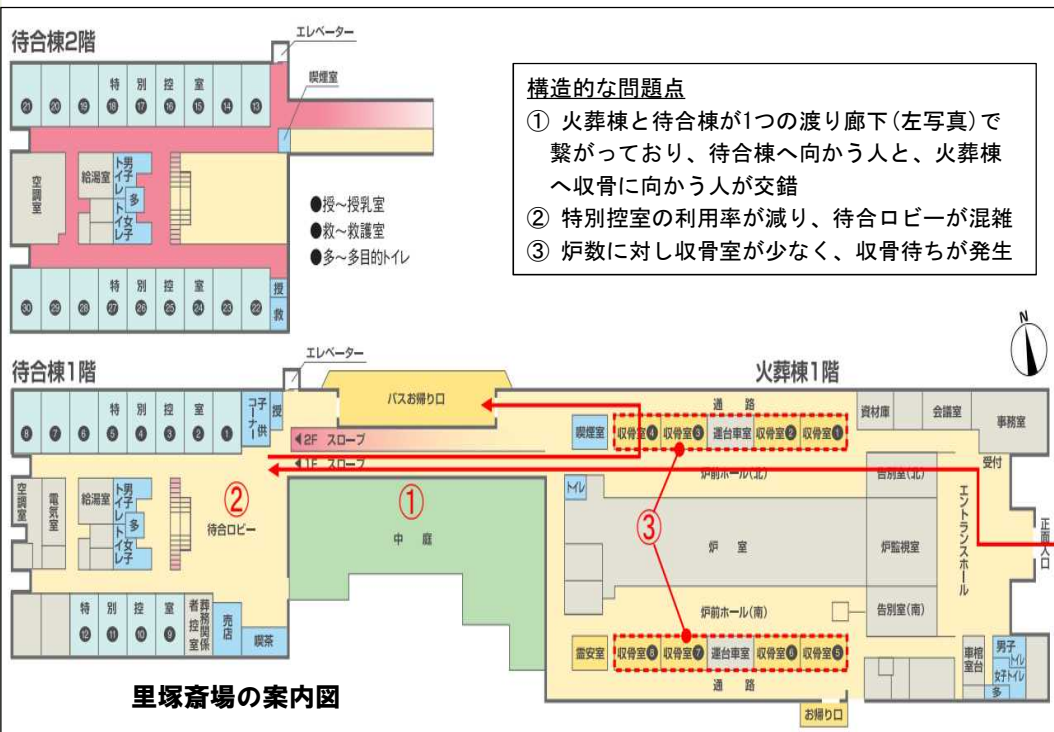 待合棟2階
エレベーター
喫煙室
特別控室
㉑ ⑳ ⑲ ⑱ ⑰ ⑯ ⑮ ⑭ ⑬
空調室
給湯室
男子トイレ
多
女子トイレ
●授～授乳室
●救～救護室
●多～多目的トイレ
特別控室
㉚ ㉙ ㉘ ㉗ ㉖ ㉕ ㉔ ㉓ ㉒
授
救
構造的な問題点
① 火葬棟と待合棟が1つの渡り廊下(左写真)で
繋がっており、待合棟へ向かう人と、火葬棟
へ収骨に向かう人が交錯
② 特別控室の利用率が減り、待合ロビーが混雑
③ 炉数に対し収骨室が少なく、収骨待ちが発生
N
待合棟1階
エレベーター
特別控室
⑧ ⑦ ⑥ ⑤ ④ ③ ② ①
子供コーナー
授
バスお帰り口
◀2F スロープ
◀1F スロープ
空調室
電気室
給湯室
男子トイレ
多
女子トイレ
②
待合ロビー
①
中庭
特別控室
⑫ ⑪ ⑩ ⑨
葬務関係者控室
売店
喫茶
火葬棟1階
通路
喫煙室
収骨室④
収骨室③
運台車室
収骨室②
収骨室①
資材庫
会議室
事務室
受付
炉前ホール(北)
告別室(北)
トイレ
③
炉室
炉監視室
エントランスホール
正面入口
炉前ホール(南)
告別室(南)
霊安室
収骨室⑧
収骨室⑦
運台車室
収骨室⑥
収骨室⑤
棺台車室
男子トイレ
女子トイレ
多
通路
お帰り口
里塚斎場の案内図